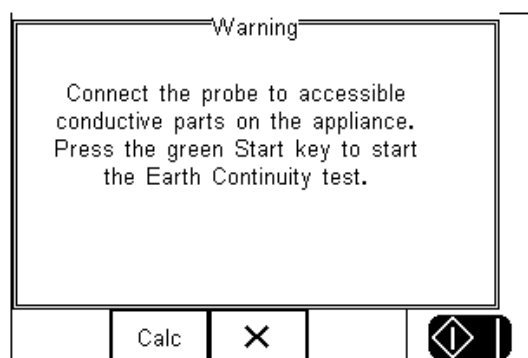 Warning
Connect the probe to accessible
conductive parts on the appliance.
Press the green Start key to start
the Earth Continuity test.
Calc